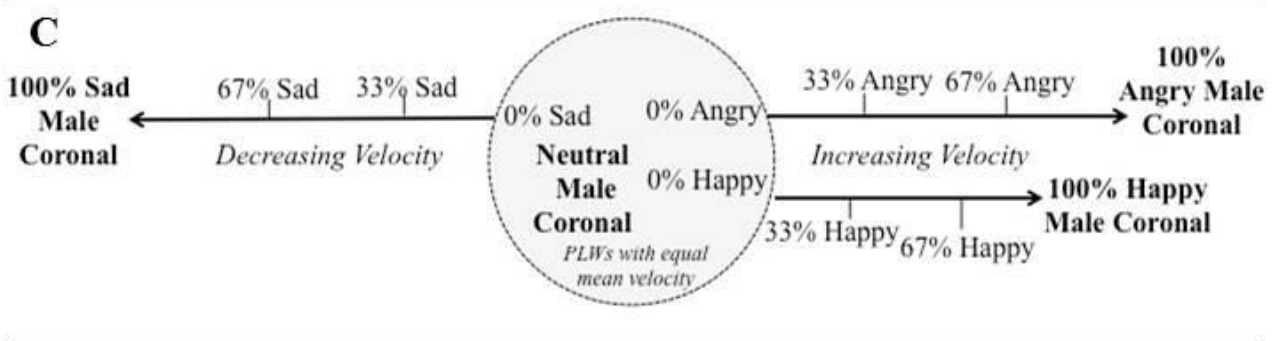 C
100% Sad
Male
Coronal
67% Sad
33% Sad
Decreasing Velocity
0% Sad
0% Angry
Neutral
Male
Coronal
0% Happy
PLWs with equal
mean velocity
33% Angry
67% Angry
Increasing Velocity
100%
Angry Male
Coronal
33% Happy
67% Happy
100% Happy
Male Coronal